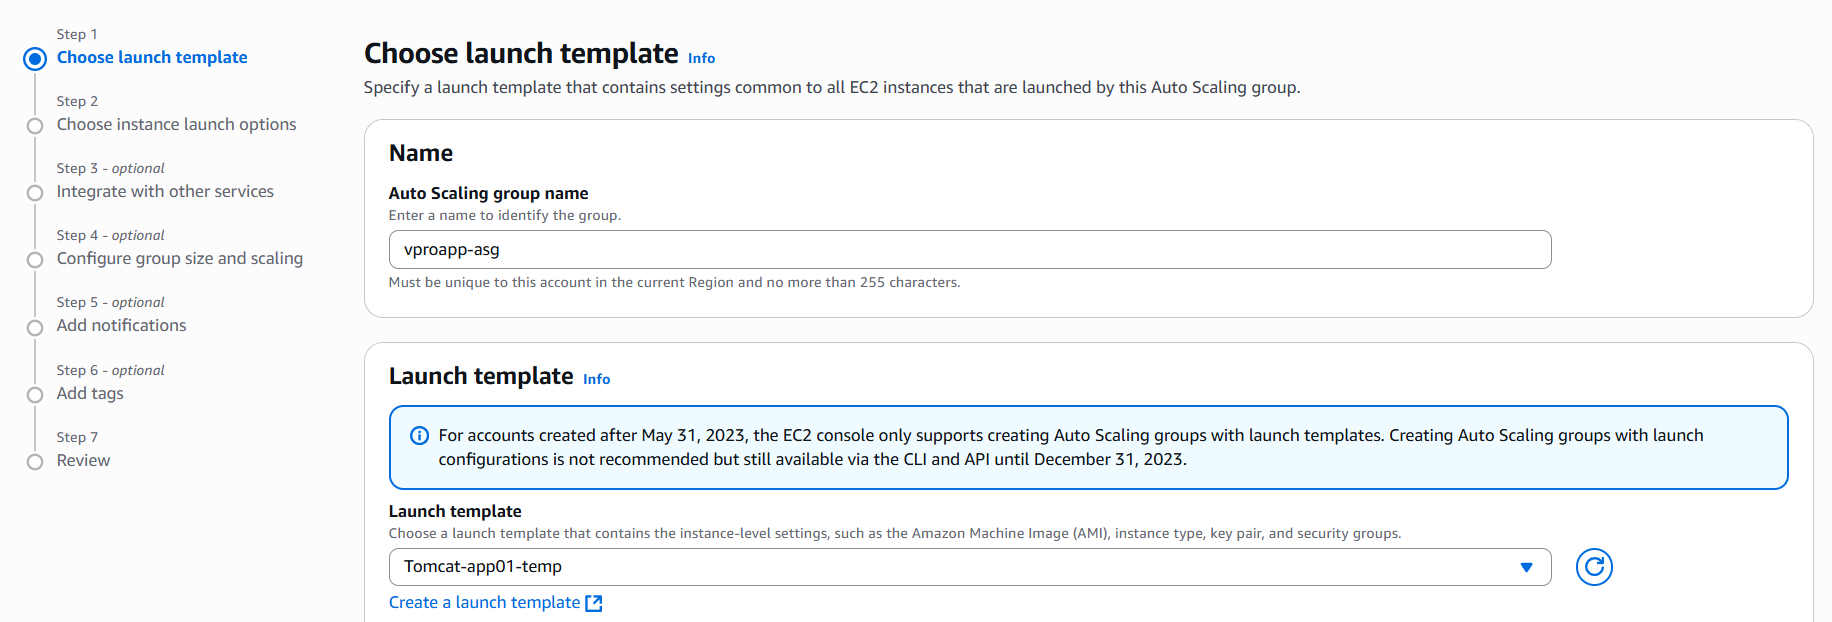 Step 1
Choose launch template
Step 2
Choose instance launch options
Step 3 - optional
Integrate with other services
Step 4 - optional
Configure group size and scaling
Step 5 - optional
Add notifications
Step 6 - optional
Add tags
Step 7
Review
Choose launch template Info
Specify a launch template that contains settings common to all EC2 instances that are launched by this Auto Scaling group.
Name
Auto Scaling group name
Enter a name to identify the group.
vproapp-asg
Must be unique to this account in the current Region and no more than 255 characters.
Launch template Info
For accounts created after May 31, 2023, the EC2 console only supports creating Auto Scaling groups with launch templates. Creating Auto Scaling groups with launch
configurations is not recommended but still available via the CLI and API until December 31, 2023.
Launch template
Choose a launch template that contains the instance-level settings, such as the Amazon Machine Image (AMI), instance type, key pair, and security groups.
Tomcat-app01-temp
Create a launch template